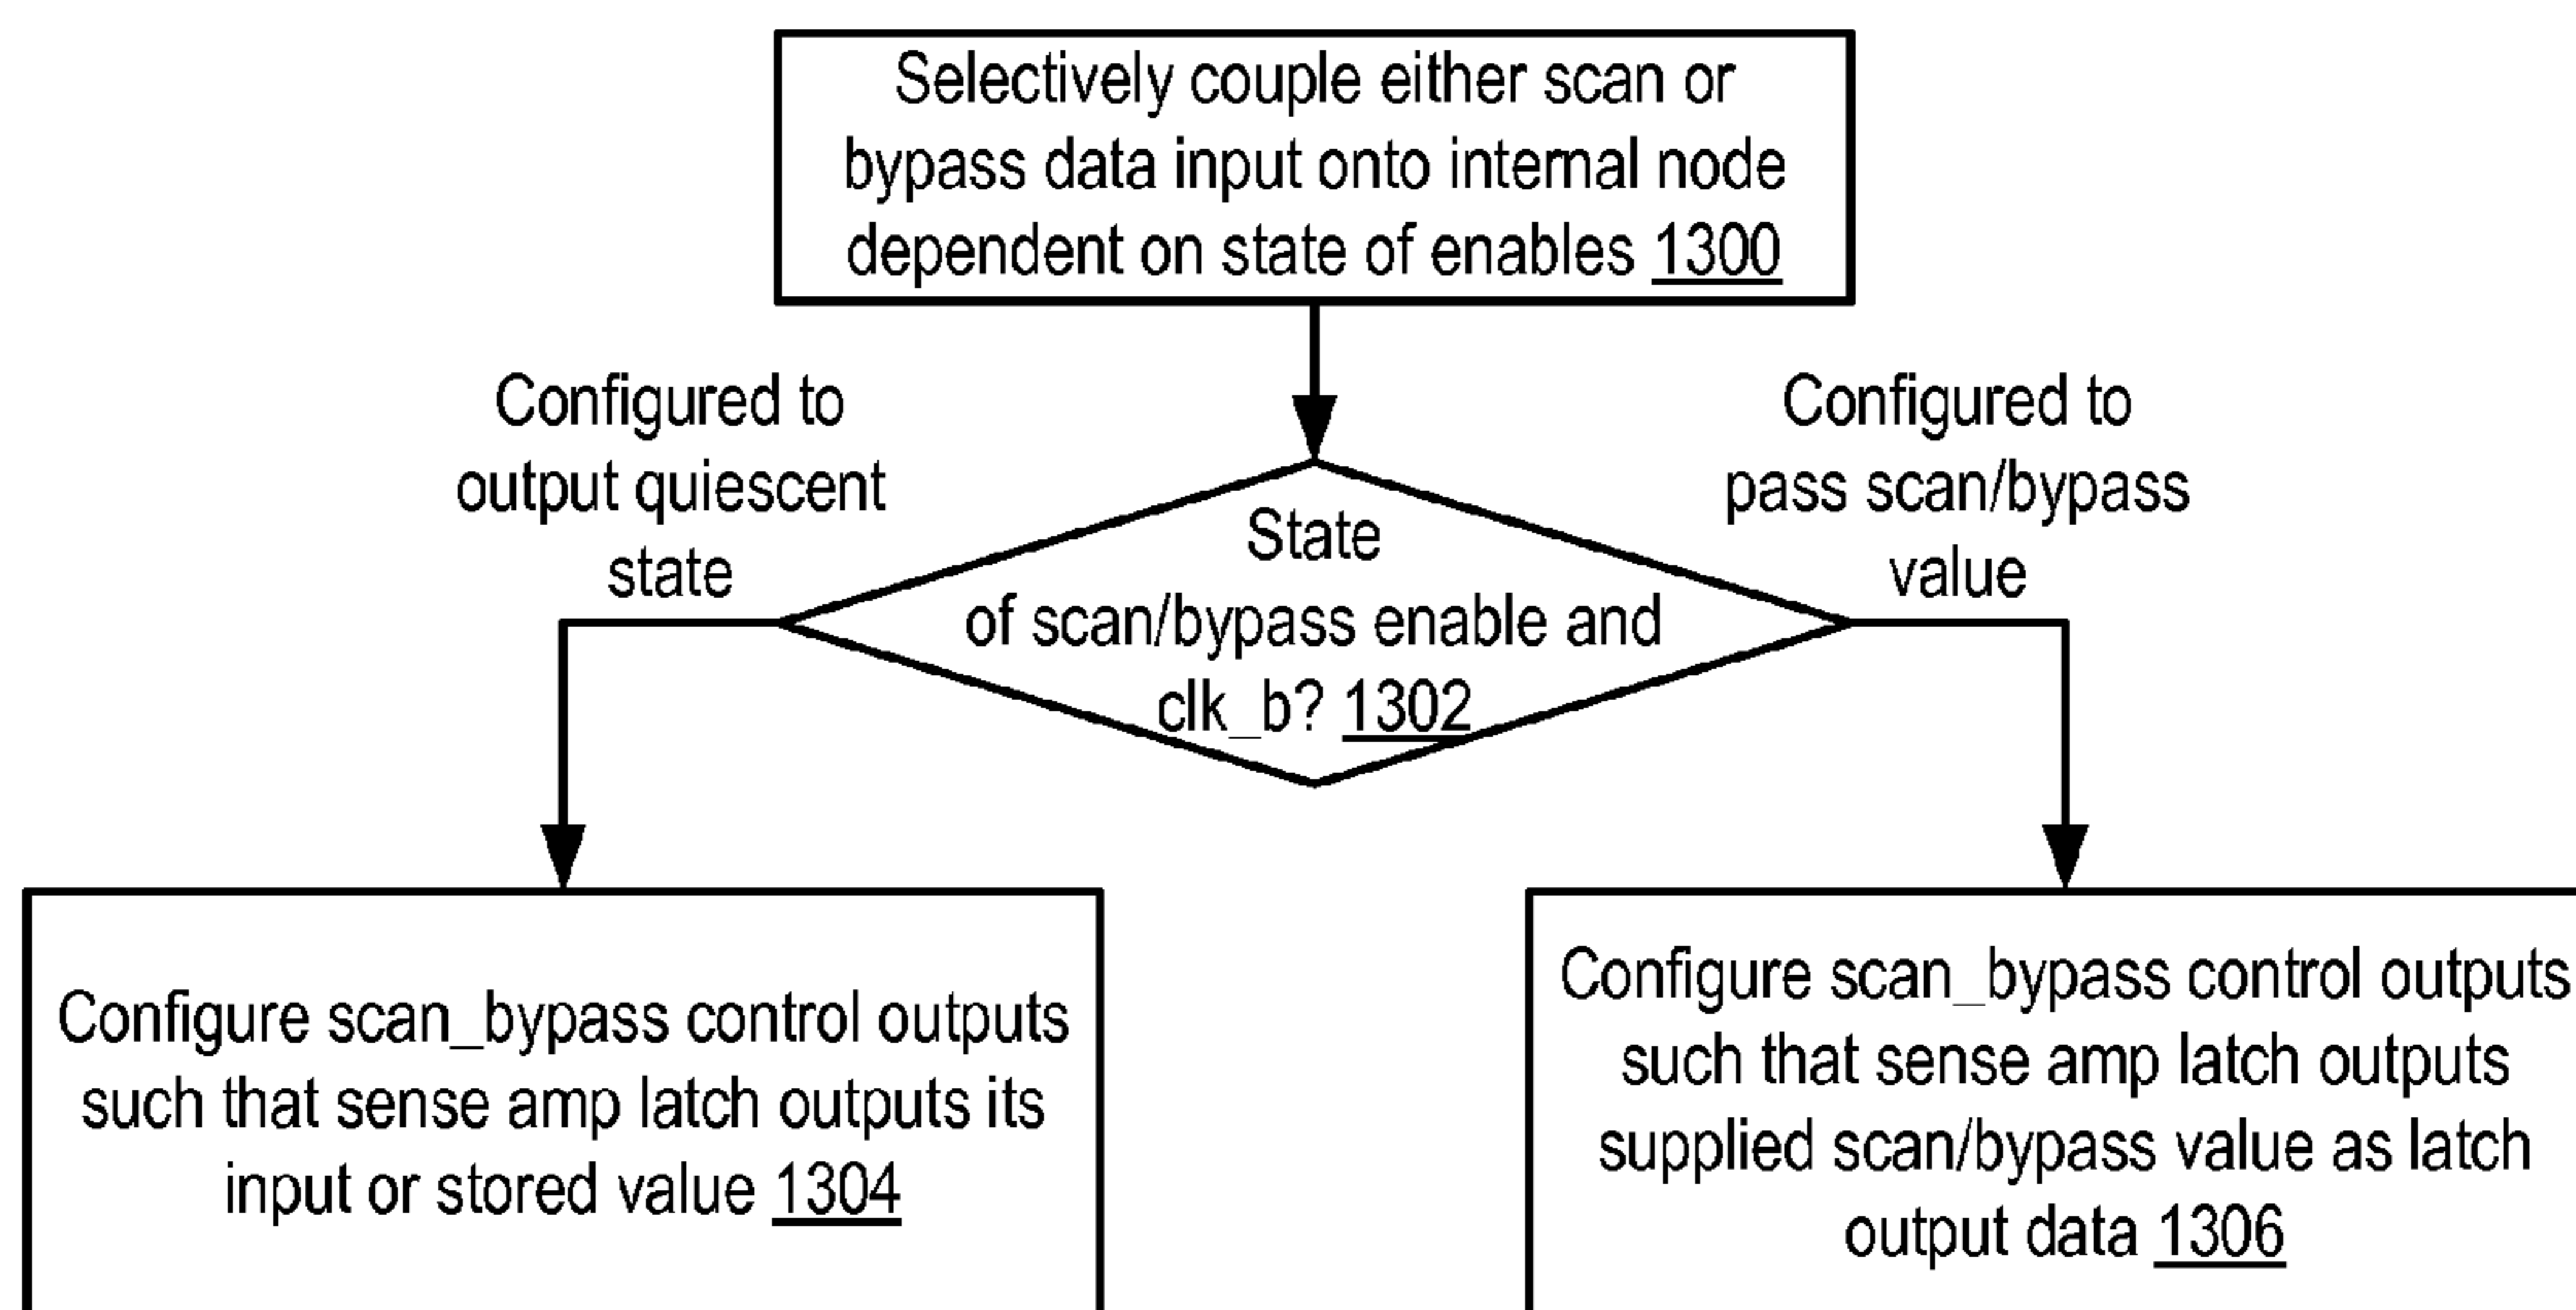 Selectively couple either scan or
bypass data input onto internal node
dependent on state of enables 1300
Configured to
output quiescent
state
Configured to
pass scan/bypass
value
State
of scan/bypass enable and
clk_b? 1302
Configure scan_bypass control outputs
such that sense amp latch outputs its
input or stored value 1304
Configure scan_bypass control outputs
such that sense amp latch outputs
supplied scan/bypass value as latch
output data 1306